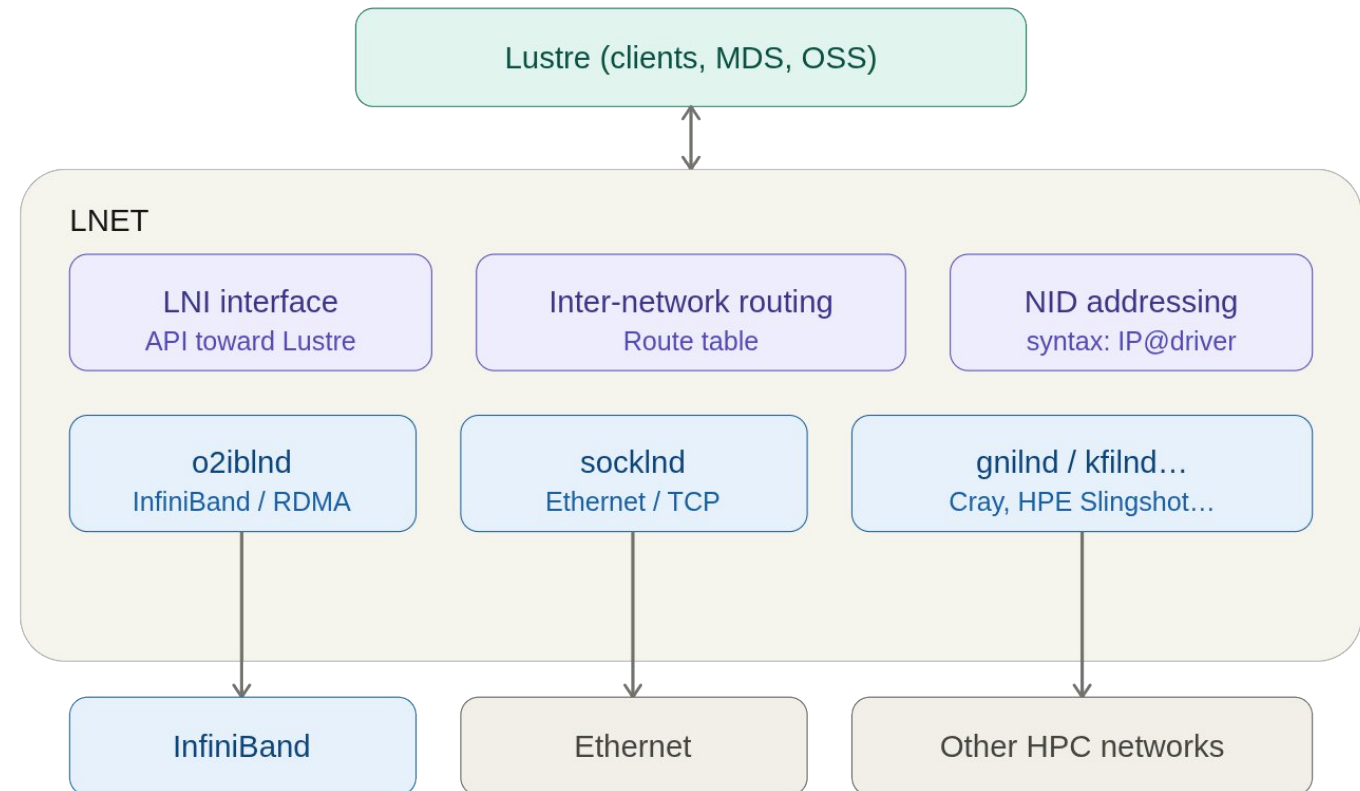 Lustre (clients, MDS, OSS)
LNET
LNI interface
API toward Lustre
Inter-network routing
Route table
NID addressing
syntax: IP@driver
o2iblnd
InfiniBand / RDMA
socklnd
Ethernet / TCP
gnilnd / kfilnd…
Cray, HPE Slingshot…
InfiniBand
Ethernet
Other HPC networks